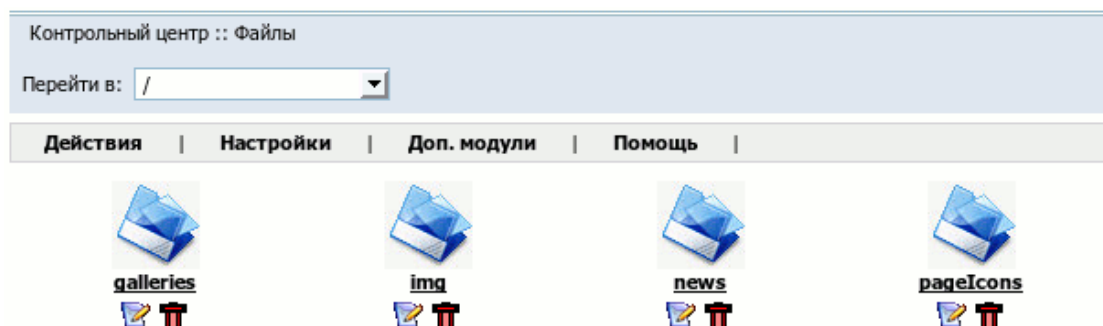 Контрольный центр :: Файлы
Перейти в: /
Действия | Настройки | Доп. модули | Помощь |
galleries img news pageIcons